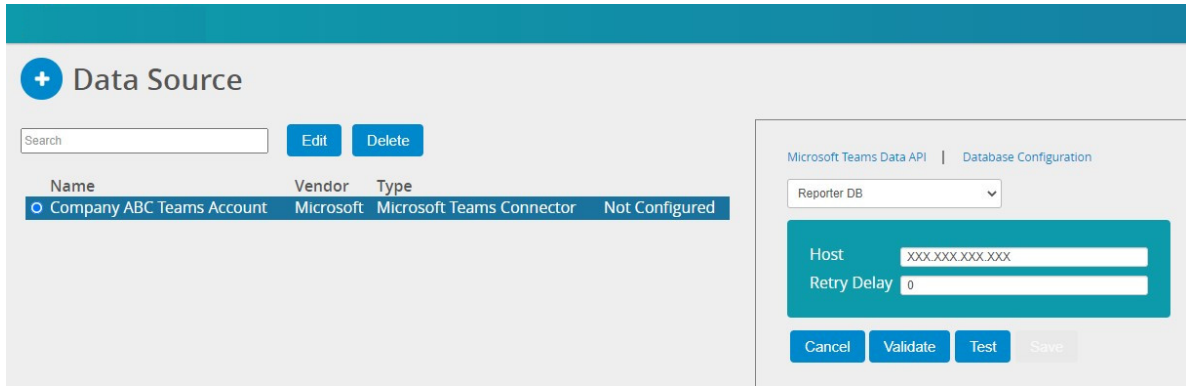 + Data Source
Search
Edit
Delete
Name Vendor Type
Company ABC Teams Account Microsoft Microsoft Teams Connector Not Configured
Microsoft Teams Data API | Database Configuration
Reporter DB
Host XXX.XXX.XXX.XXX
Retry Delay 0
Cancel
Validate
Test
Save